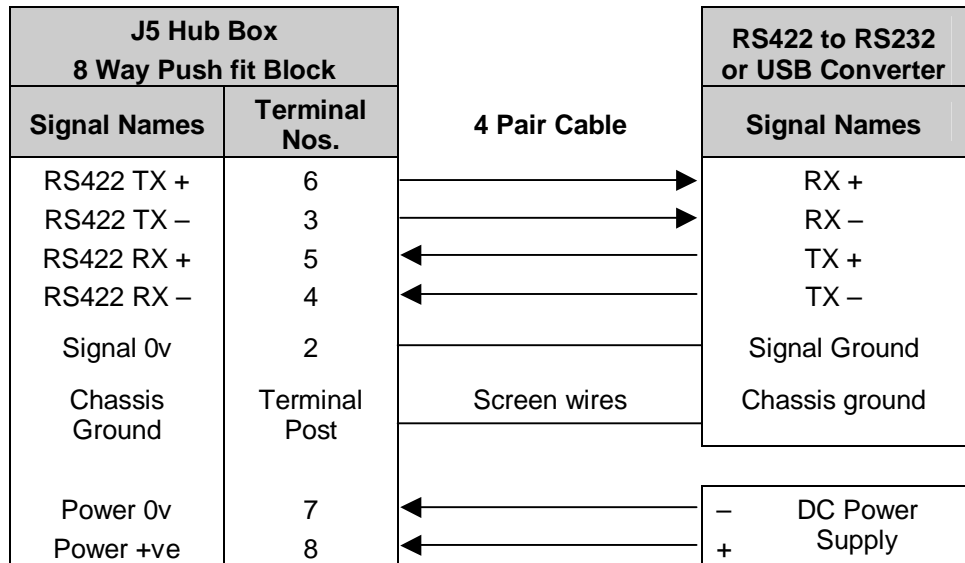 J5 Hub Box
8 Way Push fit Block
RS422 to RS232
or USB Converter
Signal Names
Terminal
Nos.
4 Pair Cable
Signal Names
RS422 TX + 6 RX +
RS422 TX – 3 RX –
RS422 RX + 5 TX +
RS422 RX – 4 TX –
Signal 0v 2 Signal Ground
Chassis
Ground
Terminal
Post
Screen wires
Chassis ground
Power 0v 7 – DC Power
Power +ve 8 + Supply